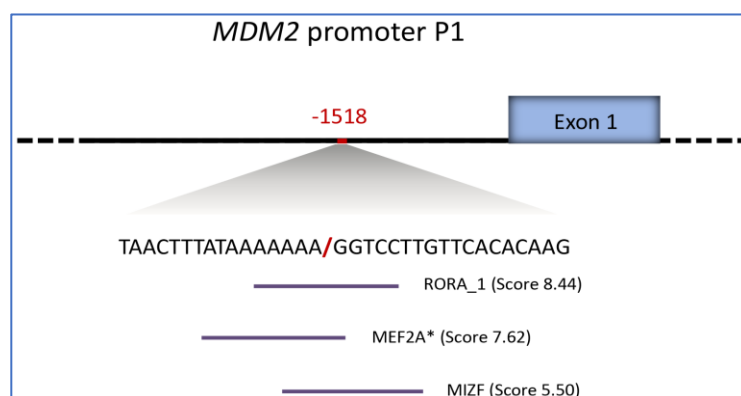 MDM2 promoter P1
-1518
Exon 1
TAACTTTATAAAAAAA/GGTCCTTGTTCACACAAG
RORA_1 (Score 8.44)
MEF2A* (Score 7.62)
MIZF (Score 5.50)